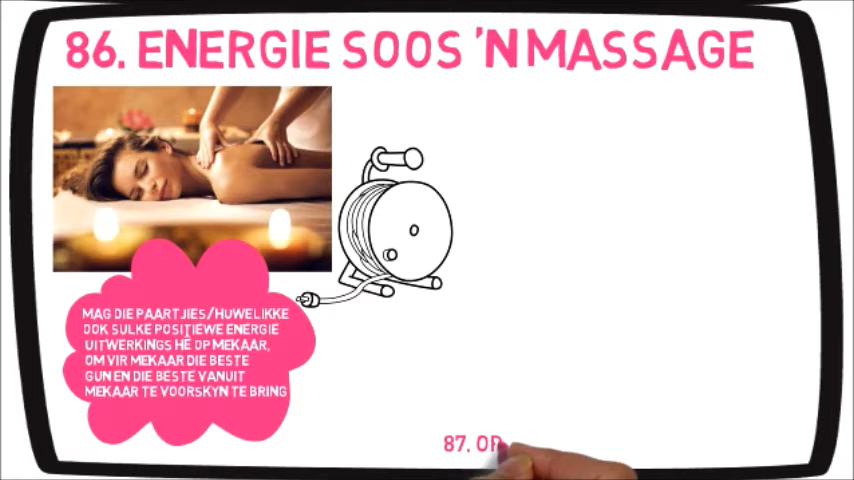 86. ENERGIE SOOS 'N MASSAGE
MAG DIE PAARTJIES/HUWELIKKE
OOK SULKE POSITIEWE ENERGIE
UITWERKINGS HÊ OP MEKAAR,
OM VIR MEKAAR DIE BESTE
GUN EN DIE BESTE VANUIT
MEKAAR TE VOORSKYN TE BRING
87. OP